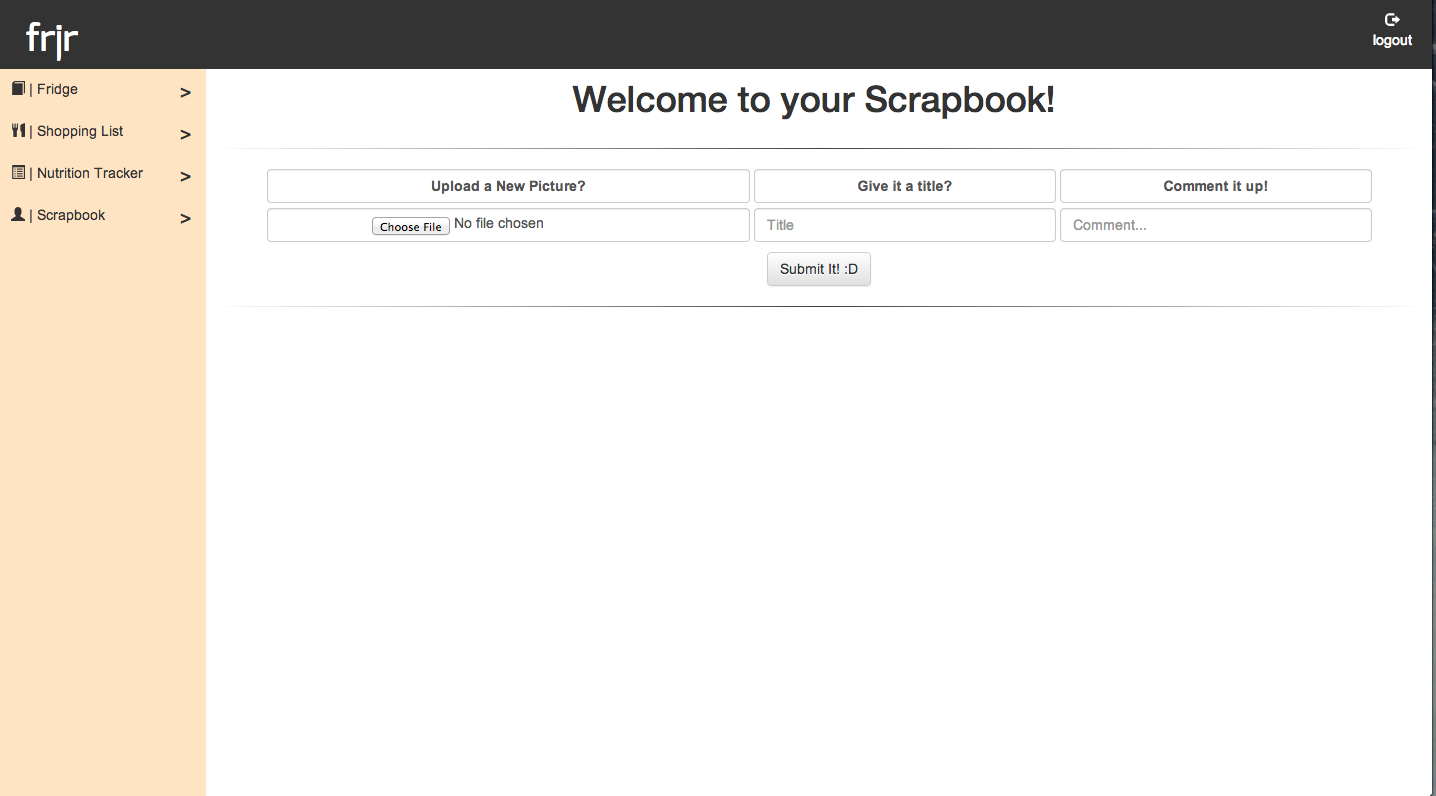 frjr
logout
| Fridge >
| Shopping List >
| Nutrition Tracker >
| Scrapbook >
Welcome to your Scrapbook!
Upload a New Picture? Give it a title? Comment it up!
Choose File No file chosen Title Comment...
Submit It! :D